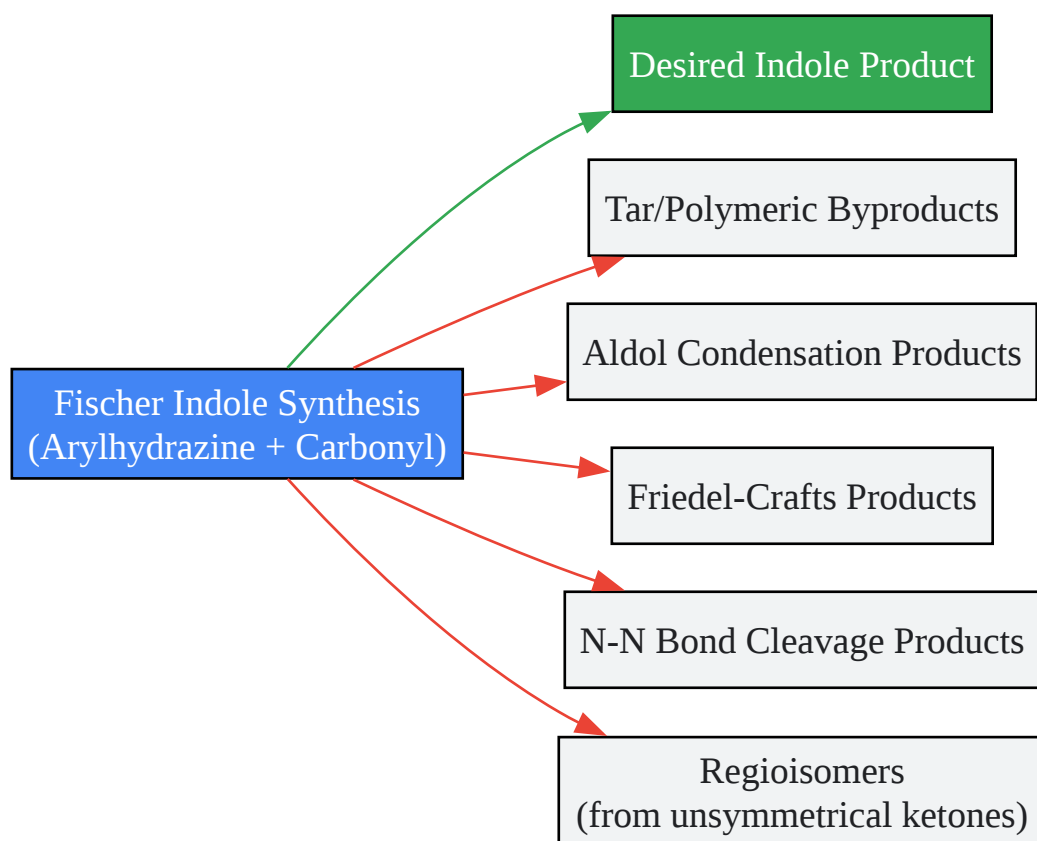 Desired Indole Product
Tar/Polymeric Byproducts
Aldol Condensation Products
Fischer Indole Synthesis
(Arylhydrazine + Carbonyl)
Friedel-Crafts Products
N-N Bond Cleavage Products
Regioisomers
(from unsymmetrical ketones)